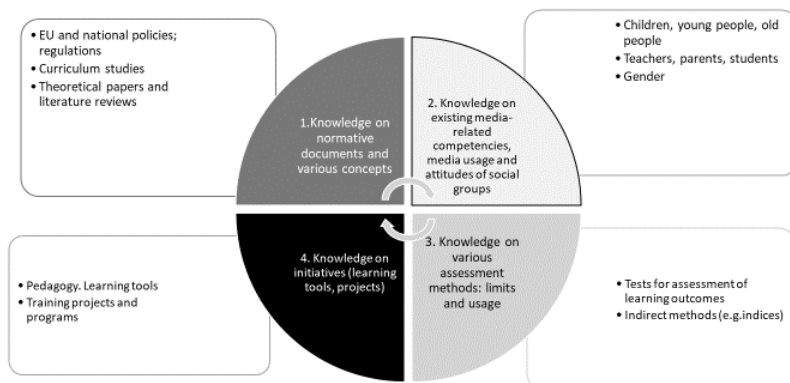 • EU and national policies;
regulations
• Curriculum studies
• Theoretical papers and
literature reviews
• Children, young people, old
people
• Teachers, parents, students
• Gender
1.Knowledge on
normative
documents and
various concepts
2. Knowledge on
existing media-
related
competencies,
media usage and
attitudes of social
groups
4. Knowledge on
initiatives (learning
tools, projects)
3. Knowledge on
various
assessment
methods: limits
and usage
• Pedagogy. Learning tools
• Training projects and
programs
• Tests for assessment of
learning outcomes
• Indirect methods (e.g.indices)